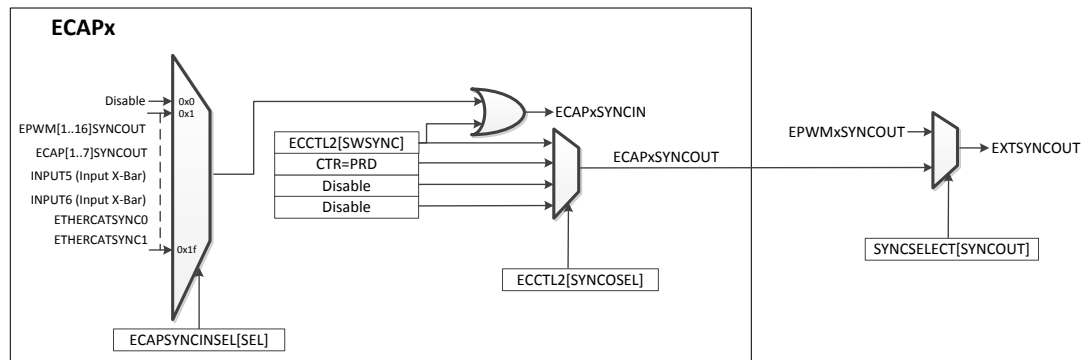 ECAPx
Disable
0x0
0x1
EPWM[1..16]SYNCOUT
ECAP[1..7]SYNCOUT
INPUT5 (Input X-Bar)
INPUT6 (Input X-Bar)
ETHERCATSYNC0
ETHERCATSYNC1
0x1f
ECAPSYNCINSEL[SEL]
ECAPxSYNCIN
ECCTL2[SWSYNC]
CTR=PRD
Disable
Disable
ECAPxSYNCOUT
ECCTL2[SYNCOSEL]
EPWMxSYNCOUT
EXTSYNCOUT
SYNCSELECT[SYNCOUT]